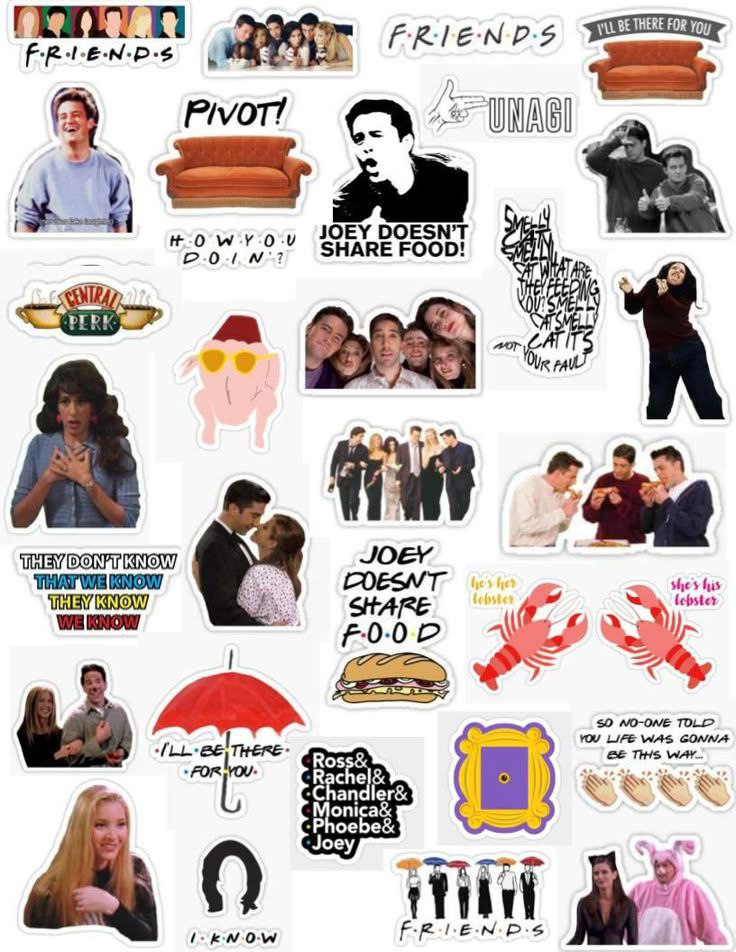 F·R·I·E·N·D·S
F·R·I·E·N·D·S
I'LL BE THERE FOR YOU
PIVOT!
UNAGI
JOEY DOESN'T
SHARE FOOD!
H·O·W·Y·O·U
D·O·I·N'?
CENTRAL
PERK
SMELLY
CAT
SMELLY
CAT WHAT ARE
THEY FEEDING
YOU? SMELLY
CAT SMELLY
CAT IT'S
NOT YOUR FAULT
THEY DON'T KNOW
THAT WE KNOW
THEY KNOW
WE KNOW
JOEY
DOESN'T
SHARE
F·O·O·D
he's her
lobster
she's his
lobster
·I'LL·BE·THERE·
·FOR·YOU·
Ross&
Rachel&
Chandler&
Monica&
Phoebe&
Joey
SO NO-ONE TOLD
YOU LIFE WAS GONNA
BE THIS WAY...
I·KNOW
F·R·I·E·N·D·S